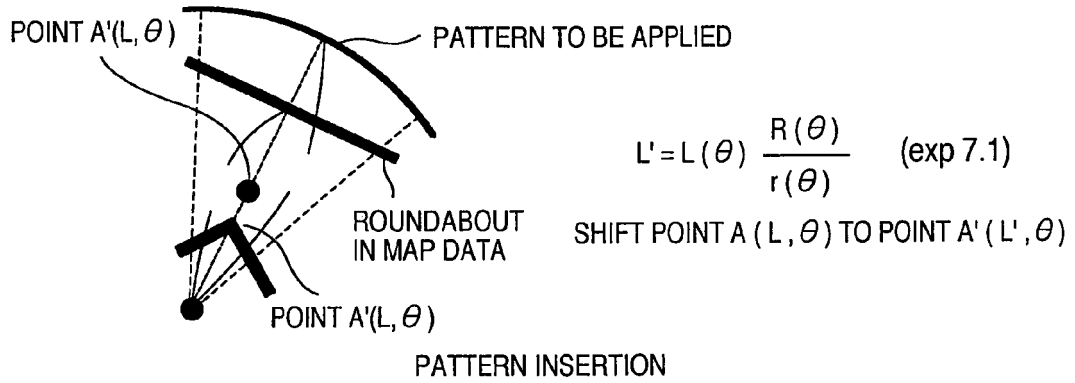 POINT A'(L, θ)
PATTERN TO BE APPLIED
L' = L(θ) R(θ) / r(θ) (exp 7.1)
ROUNDABOUT
IN MAP DATA
SHIFT POINT A (L, θ) TO POINT A' (L', θ)
POINT A'(L, θ)
PATTERN INSERTION